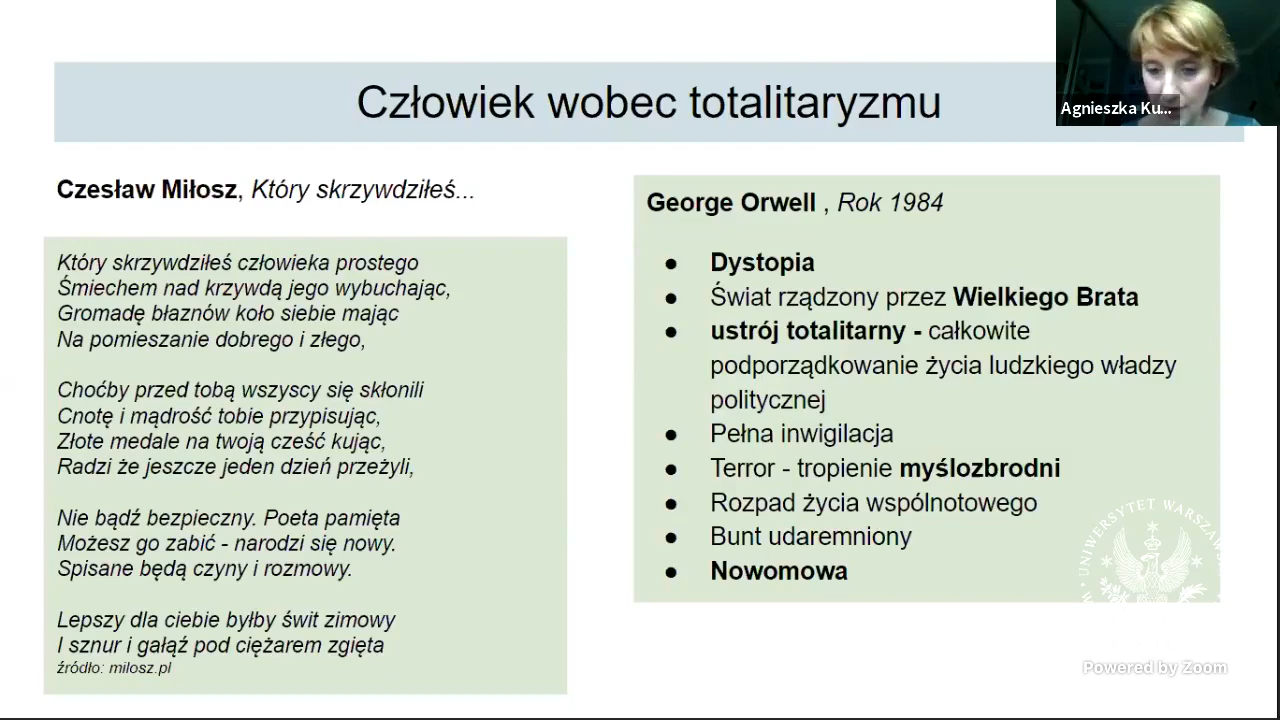 Człowiek wobec totalitaryzmu
Agnieszka Ku...
Czesław Miłosz, Który skrzywdziłeś...
Który skrzywdziłeś człowieka prostego
Śmiechem nad krzywdą jego wybuchając,
Gromadę błaznów koło siebie mając
Na pomieszanie dobrego i złego,
Choćby przed tobą wszyscy się skłonili
Cnotę i mądrość tobie przypisując,
Złote medale na twoją cześć kując,
Radzi że jeszcze jeden dzień przeżyli,
Nie bądź bezpieczny. Poeta pamięta
Możesz go zabić - narodzi się nowy.
Spisane będą czyny i rozmowy.
Lepszy dla ciebie byłby świt zimowy
I sznur i gałąź pod ciężarem zgięta
źródło: milosz.pl
George Orwell , Rok 1984
● Dystopia
● Świat rządzony przez Wielkiego Brata
● ustrój totalitarny - całkowite
podporządkowanie życia ludzkiego władzy
politycznej
● Pełna inwigilacja
● Terror - tropienie myślozbrodni
● Rozpad życia wspólnotowego
● Bunt udaremniony
● Nowomowa
UNIWERSYTET WARSZAW
Powered by Zoom